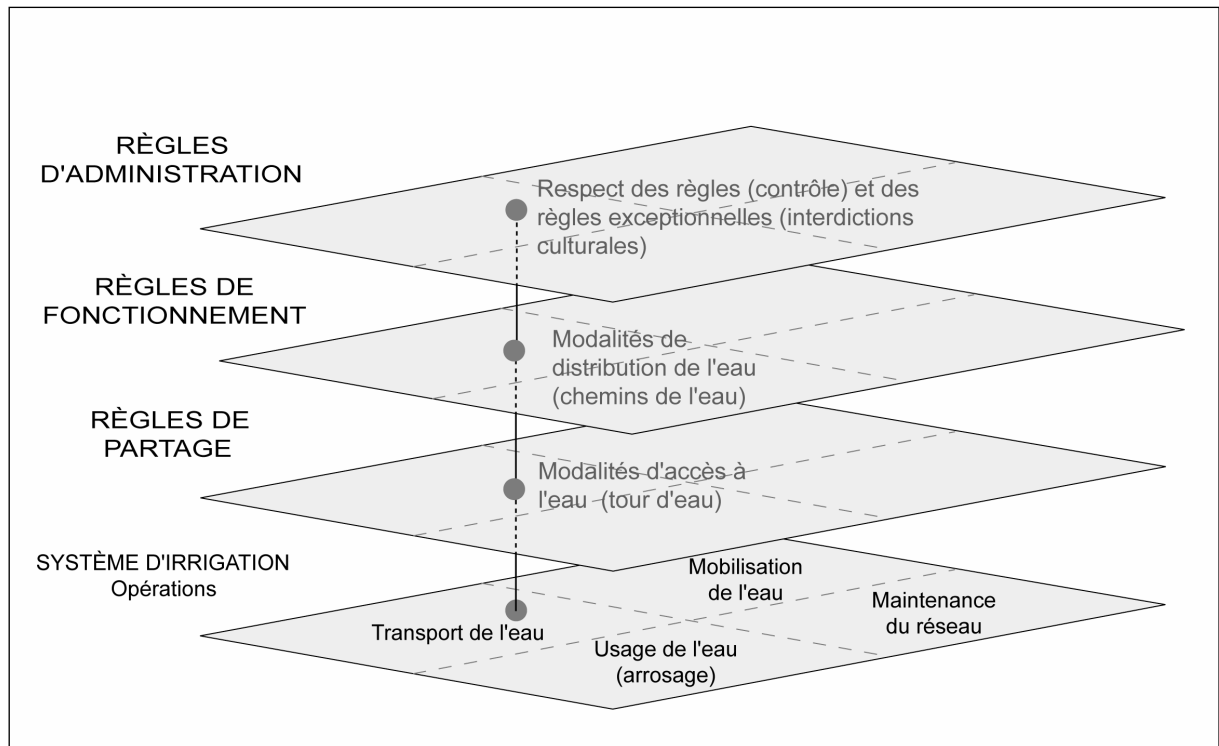 RÈGLES
D'ADMINISTRATION
Respect des règles (contrôle) et des
règles exceptionnelles (interdictions
culturales)
RÈGLES DE
FONCTIONNEMENT
Modalités de
distribution de l'eau
(chemins de l'eau)
RÈGLES DE
PARTAGE
Modalités d'accès à
l'eau (tour d'eau)
SYSTÈME D'IRRIGATION
Opérations
Mobilisation
de l'eau
Maintenance
du réseau
Transport de l'eau
Usage de l'eau
(arrosage)